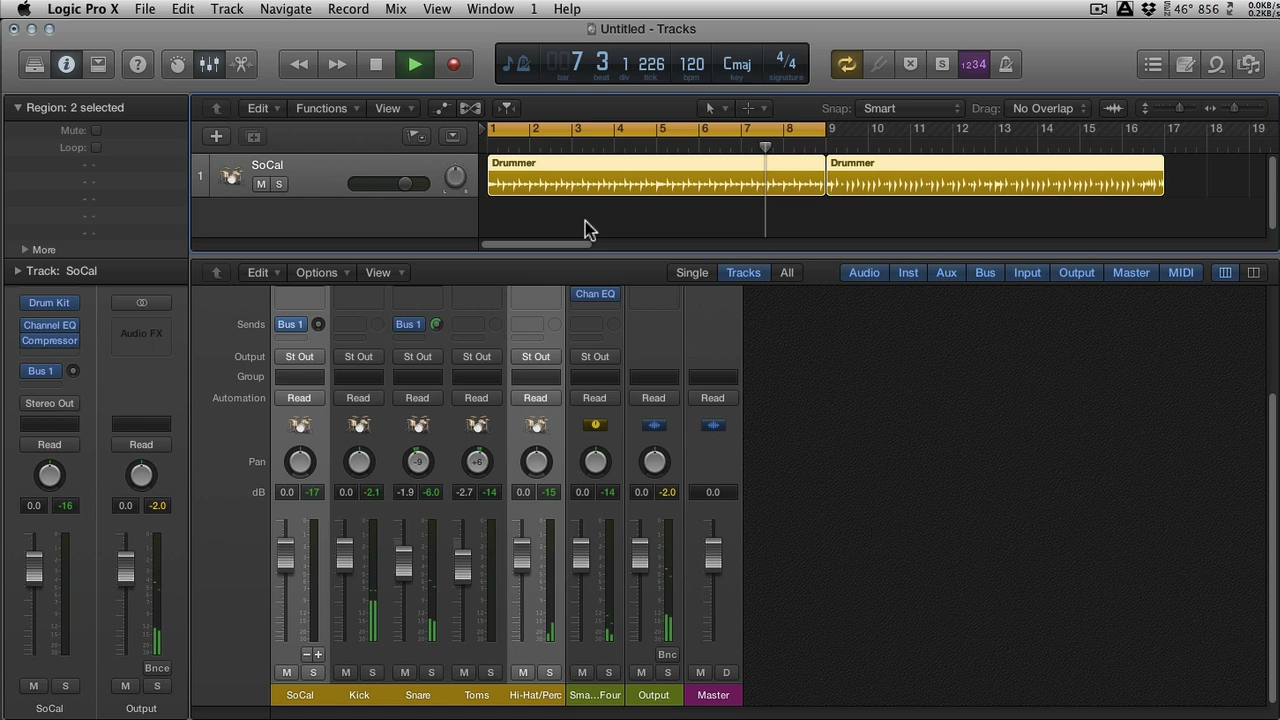 Logic Pro X File Edit Track Navigate Record Mix View Window 1 Help 46° 856 0.0KB/ 0.2KB/
Untitled - Tracks
7 3 1 226 120 Cmaj 4/4 1234
bar beat div tick bpm key signature
Region: 2 selected Edit Functions View Snap: Smart Drag: No Overlap
Mute:
Loop:
1 2 3 4 5 6 7 8 9 10 11 12 13 14 15 16 17 18 19
1 SoCal
M S
Drummer Drummer
More
Track: SoCal Edit Options View Single Tracks All Audio Inst Aux Bus Input Output Master MIDI
Drum Kit Chan EQ
Channel EQ Audio FX
Compressor
Sends Bus 1 Bus 1
Output St Out St Out St Out St Out St Out St Out
Bus 1
Group
Automation Read Read Read Read Read Read Read Read
Stereo Out
Read Read
Pan -9 +6
dB 0.0 -17 0.0 -2.1 -1.9 -6.0 -2.7 -14 0.0 -15 0.0 -14 0.0 -2.0 0.0
0.0 -16 0.0 -2.0
Bnc
Bnce
M S M S M S M S M S M S M S M D
M S M S
SoCal Kick Snare Toms Hi-Hat/Perc Sma...Four Output Master
SoCal Output